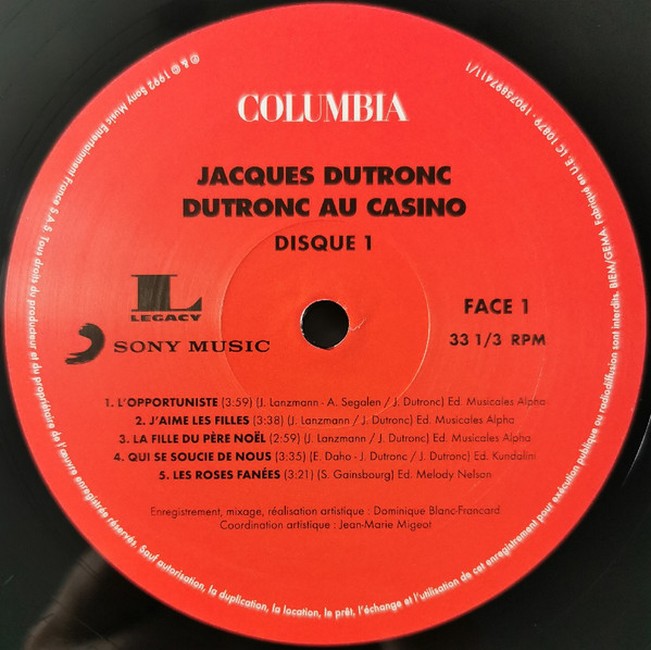 COLUMBIA
JACQUES DUTRONC
DUTRONC AU CASINO
DISQUE 1
L
LEGACY
SONY MUSIC
FACE 1
33 1/3 RPM
1. L'OPPORTUNISTE (3:59) (J. Lanzmann - A. Segalen / J. Dutronc) Ed. Musicales Alpha
2. J'AIME LES FILLES (3:38) (J. Lanzmann / J. Dutronc) Ed. Musicales Alpha
3. LA FILLE DU PÈRE NOËL (2:59) (J. Lanzmann / J. Dutronc) Ed. Musicales Alpha
4. QUI SE SOUCIE DE NOUS (3:35) (E. Daho - J. Dutronc / J. Dutronc) Ed. Kundalini
5. LES ROSES FANÉES (3:21) (S. Gainsbourg) Ed. Melody Nelson
Enregistrement, mixage, réalisation artistique : Dominique Blanc-Francard
Coordination artistique : Jean-Marie Migeot
℗ & © 1992 Sony Music Entertainment France S.A.S Tous droits du producteur et du propriétaire de l'œuvre enregistrée réservés. Sauf autorisation, la duplication, la location, le prêt, l'échange et l'utilisation de cet enregistrement pour exécution publique ou radiodiffusion sont interdits. BIEM/GEMA. Fabriqué en U.E. LC 10879 - 19075897411/1